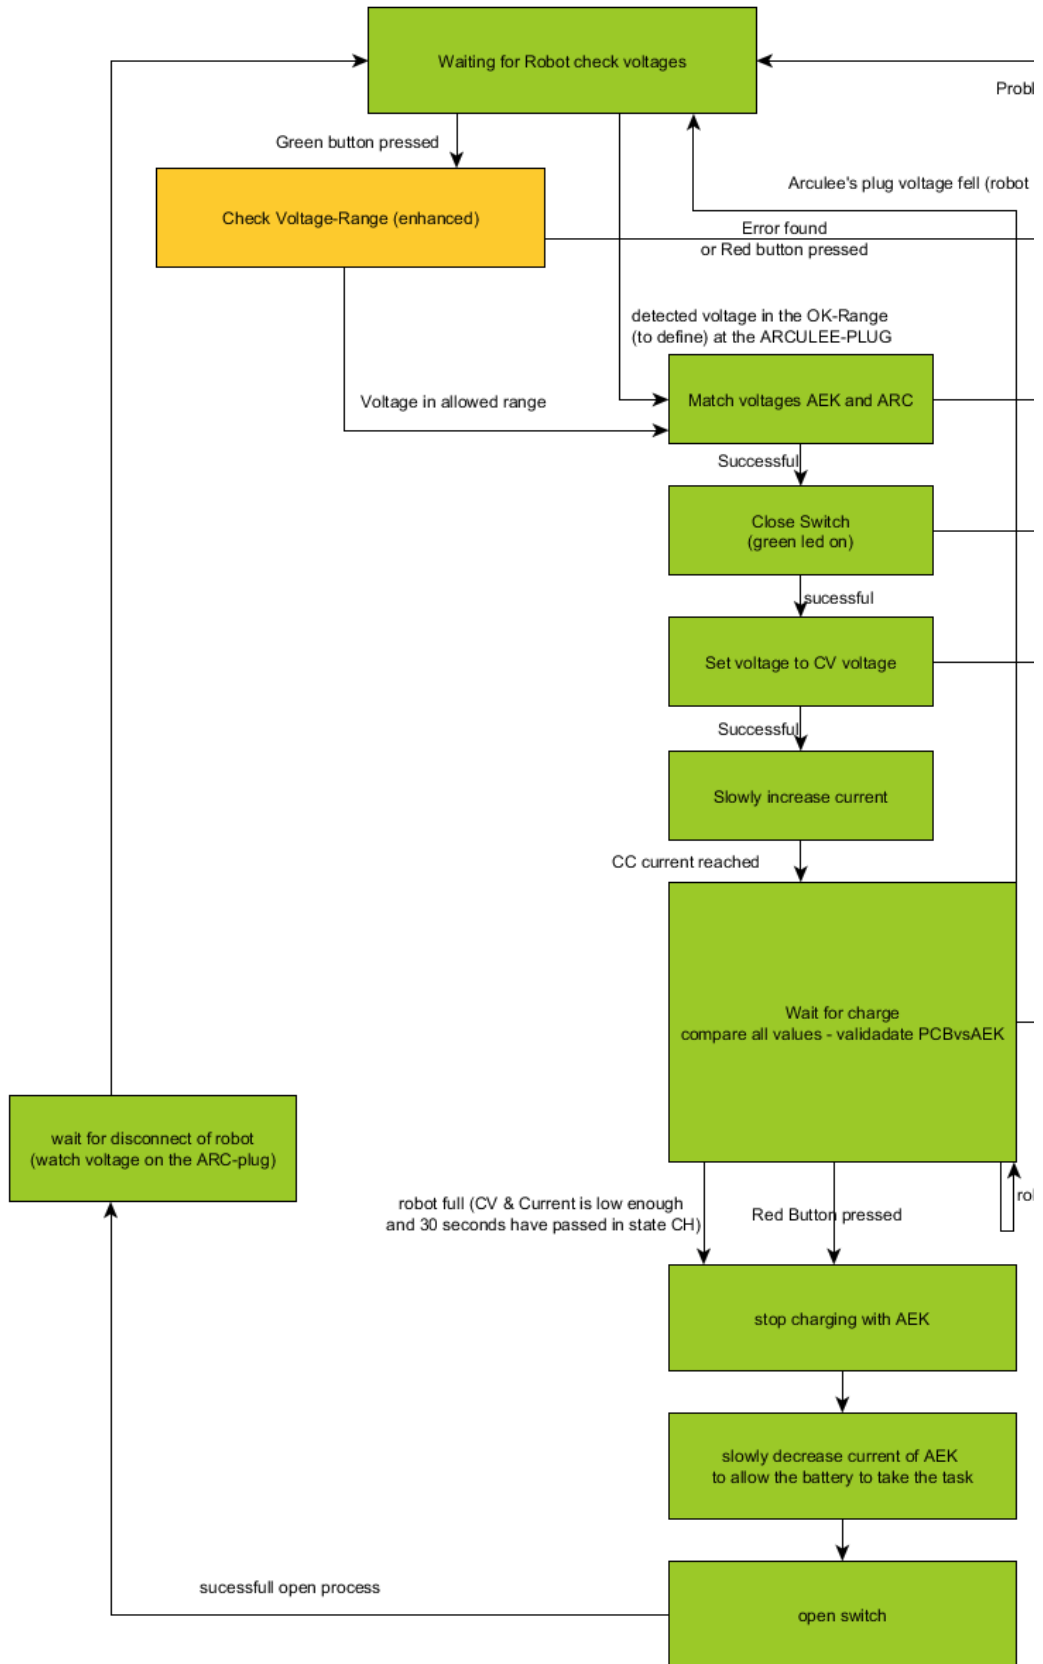 Waiting for Robot check voltages
Probl
Green button pressed
Arculee's plug voltage fell (robot
Check Voltage-Range (enhanced)
Error found
or Red button pressed
detected voltage in the OK-Range
(to define) at the ARCULEE-PLUG
Match voltages AEK and ARC
Voltage in allowed range
Successful
Close Switch
(green led on)
sucessful
Set voltage to CV voltage
Successful
Slowly increase current
CC current reached
Wait for charge
compare all values - validadate PCBvsAEK
wait for disconnect of robot
(watch voltage on the ARC-plug)
robot full (CV & Current is low enough
and 30 seconds have passed in state CH)
Red Button pressed
rol
stop charging with AEK
slowly decrease current of AEK
to allow the battery to take the task
sucessfull open process
open switch